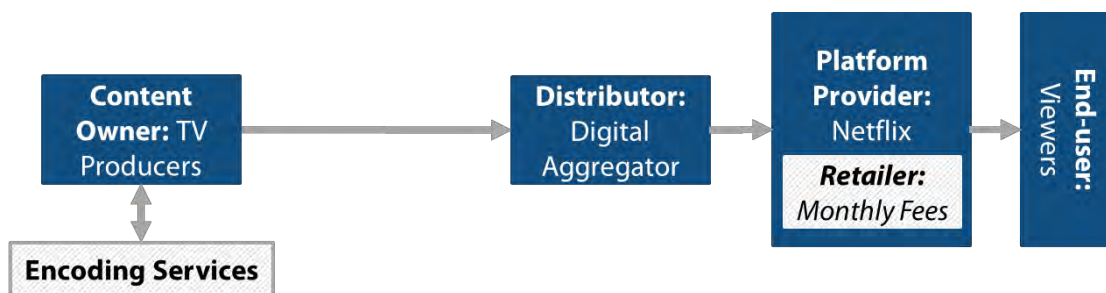 Content
Owner: TV
Producers
Encoding Services
Distributor:
Digital
Aggregator
Platform
Provider:
Netflix
Retailer:
Monthly Fees
End-user:
Viewers